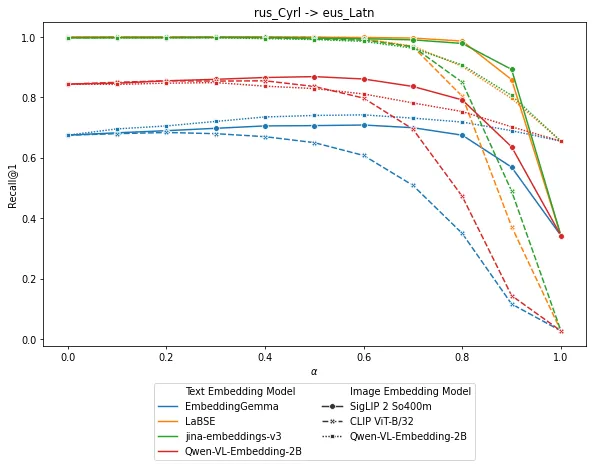 rus_Cyrl -> eus_Latn
Recall@1
1.0
0.8
0.6
0.4
0.2
0.0
0.0 0.2 0.4 0.6 0.8 1.0
α
Text Embedding Model Image Embedding Model
EmbeddingGemma SigLIP 2 So400m
LaBSE CLIP ViT-B/32
jina-embeddings-v3 Qwen-VL-Embedding-2B
Qwen-VL-Embedding-2B